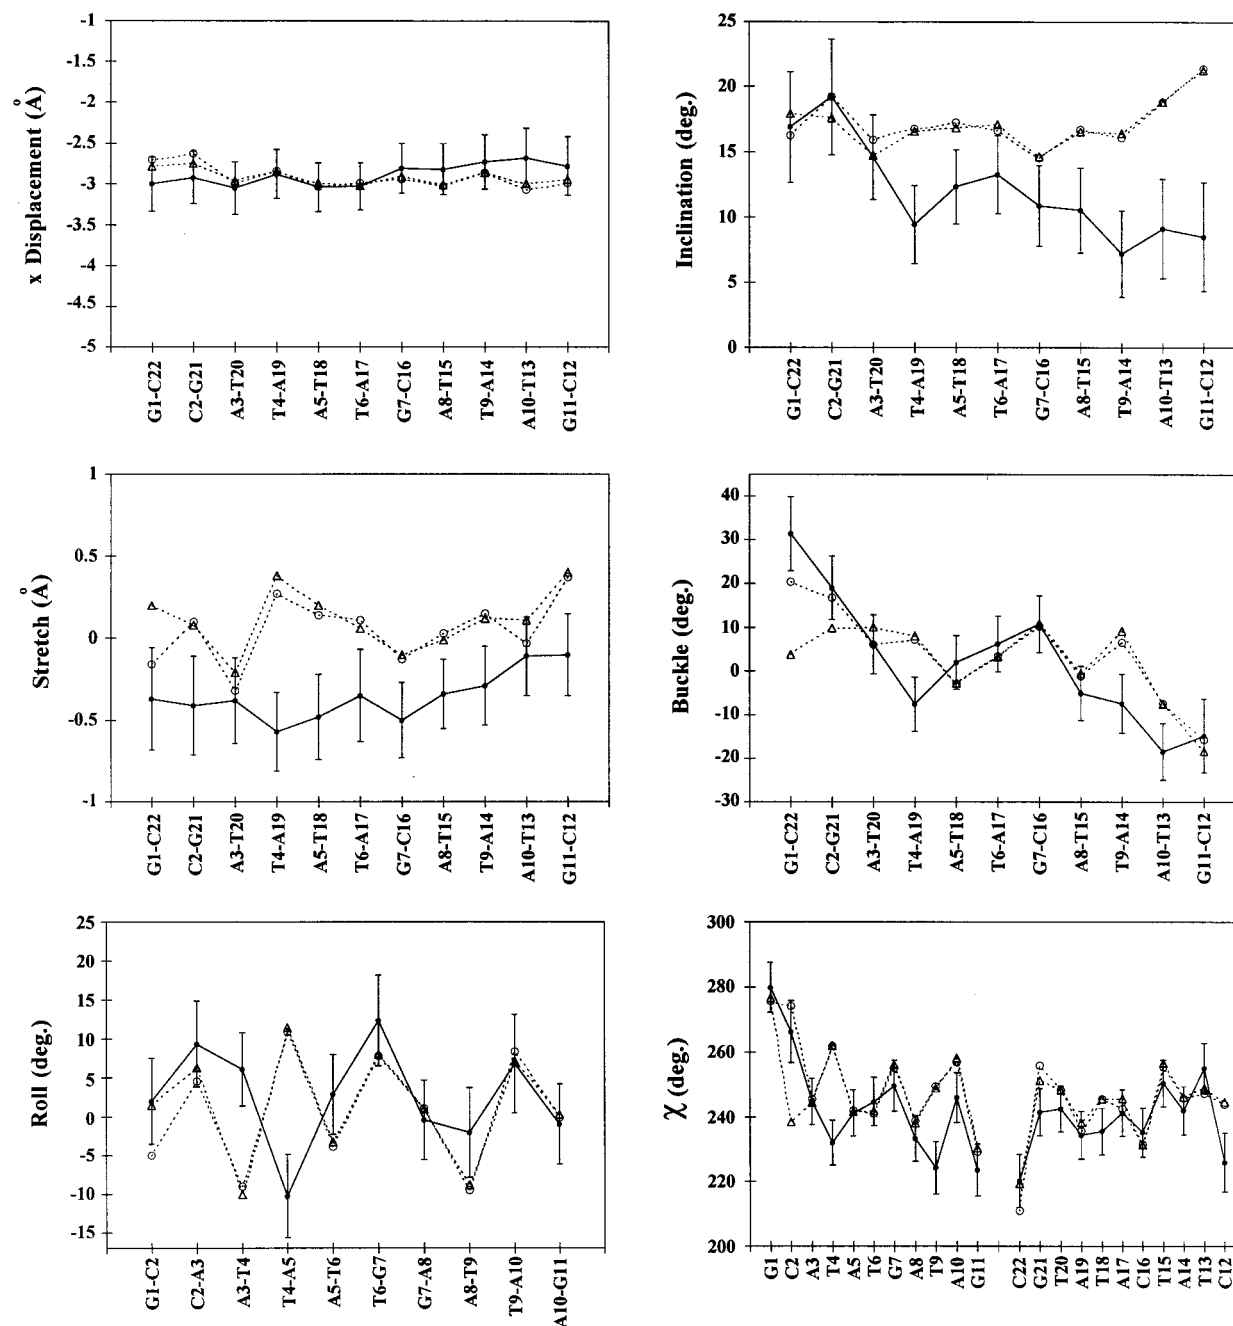 x Displacement (Å)
-1
-1.5
-2
-2.5
-3
-3.5
-4
-4.5
-5
G1-C22
C2-G21
A3-T20
T4-A19
A5-T18
T6-A17
G7-C16
A8-T15
T9-A14
A10-T13
G11-C12
Inclination (deg.)
25
20
15
10
5
0
G1-C22
C2-G21
A3-T20
T4-A19
A5-T18
T6-A17
G7-C16
A8-T15
T9-A14
A10-T13
G11-C12
Stretch (Å)
1
0.5
0
-0.5
-1
G1-C22
C2-G21
A3-T20
T4-A19
A5-T18
T6-A17
G7-C16
A8-T15
T9-A14
A10-T13
G11-C12
Buckle (deg.)
40
30
20
10
0
-10
-20
-30
G1-C22
C2-G21
A3-T20
T4-A19
A5-T18
T6-A17
G7-C16
A8-T15
T9-A14
A10-T13
G11-C12
Roll (deg.)
25
20
15
10
5
0
-5
-10
-15
G1-C2
C2-A3
A3-T4
T4-A5
A5-T6
T6-G7
G7-A8
A8-T9
T9-A10
A10-G11
χ (deg.)
300
280
260
240
220
200
G1
C2
A3
T4
A5
T6
G7
A8
T9
A10
G11
C22
G21
T20
A19
T18
A17
C16
T15
A14
T13
C12